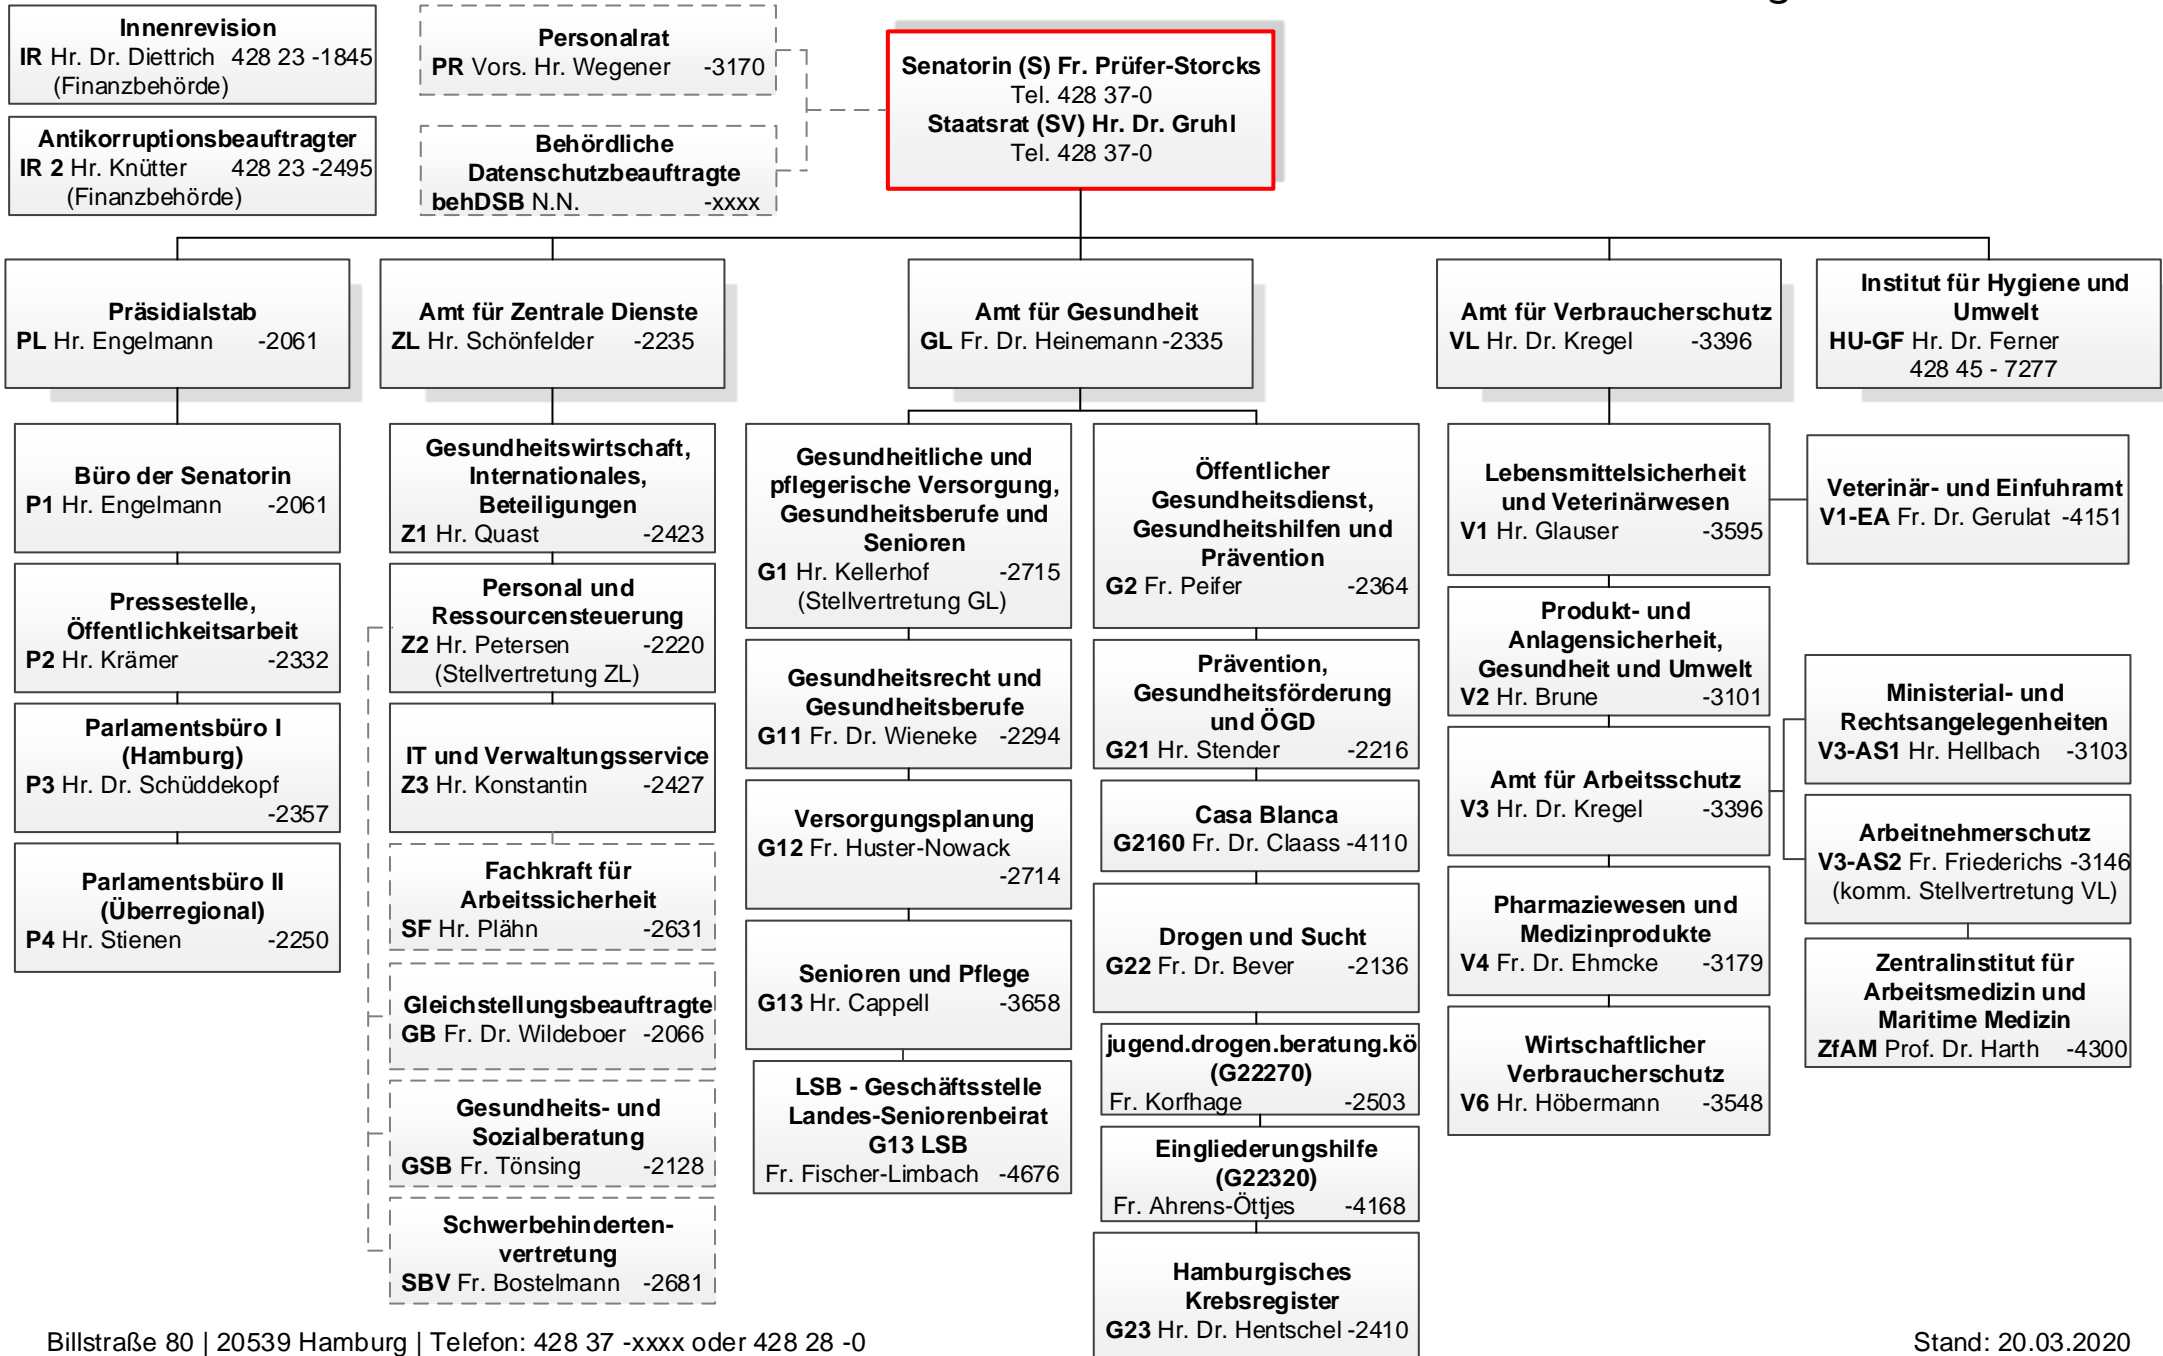 Innenrevision
IR Hr. Dr. Diettrich 428 23 -1845
(Finanzbehörde)
Antikorruptionsbeauftragter
IR 2 Hr. Knütter 428 23 -2495
(Finanzbehörde)
Personalrat
PR Vors. Hr. Wegener -3170
Behördliche
Datenschutzbeauftragte
behDSB N.N. -xxxx
Senatorin (S) Fr. Prüfer-Storcks
Tel. 428 37-0
Staatsrat (SV) Hr. Dr. Gruhl
Tel. 428 37-0
Präsidialstab
PL Hr. Engelmann -2061
Amt für Zentrale Dienste
ZL Hr. Schönfelder -2235
Amt für Gesundheit
GL Fr. Dr. Heinemann -2335
Amt für Verbraucherschutz
VL Hr. Dr. Kregel -3396
Institut für Hygiene und
Umwelt
HU-GF Hr. Dr. Ferner
428 45 - 7277
Büro der Senatorin
P1 Hr. Engelmann -2061
Pressestelle,
Öffentlichkeitsarbeit
P2 Hr. Krämer -2332
Parlamentsbüro I
(Hamburg)
P3 Hr. Dr. Schüddekopf
-2357
Parlamentsbüro II
(Überregional)
P4 Hr. Stienen -2250
Gesundheitswirtschaft,
Internationales,
Beteiligungen
Z1 Hr. Quast -2423
Personal und
Ressourcensteuerung
Z2 Hr. Petersen -2220
(Stellvertretung ZL)
IT und Verwaltungsservice
Z3 Hr. Konstantin -2427
Fachkraft für
Arbeitssicherheit
SF Hr. Plähn -2631
Gleichstellungsbeauftragte
GB Fr. Dr. Wildeboer -2066
Gesundheits- und
Sozialberatung
GSB Fr. Tönsing -2128
Schwerbehinderten-
vertretung
SBV Fr. Bostelmann -2681
Gesundheitliche und
pflegerische Versorgung,
Gesundheitsberufe und
Senioren
G1 Hr. Kellerhof -2715
(Stellvertretung GL)
Gesundheitsrecht und
Gesundheitsberufe
G11 Fr. Dr. Wieneke -2294
Versorgungsplanung
G12 Fr. Huster-Nowack
-2714
Senioren und Pflege
G13 Hr. Cappell -3658
LSB - Geschäftsstelle
Landes-Seniorenbeirat
G13 LSB
Fr. Fischer-Limbach -4676
Öffentlicher
Gesundheitsdienst,
Gesundheitshilfen und
Prävention
G2 Fr. Peifer -2364
Prävention,
Gesundheitsförderung
und ÖGD
G21 Hr. Stender -2216
Casa Blanca
G2160 Fr. Dr. Claass -4110
Drogen und Sucht
G22 Fr. Dr. Bever -2136
jugend.drogen.beratung.kö
(G22270)
Fr. Korfhage -2503
Eingliederungshilfe
(G22320)
Fr. Ahrens-Öttjes -4168
Hamburgisches
Krebsregister
G23 Hr. Dr. Hentschel -2410
Lebensmittelsicherheit
und Veterinärwesen
V1 Hr. Glauser -3595
Produkt- und
Anlagensicherheit,
Gesundheit und Umwelt
V2 Hr. Brune -3101
Amt für Arbeitsschutz
V3 Hr. Dr. Kregel -3396
Pharmaziewesen und
Medizinprodukte
V4 Fr. Dr. Ehmcke -3179
Wirtschaftlicher
Verbraucherschutz
V6 Hr. Höbermann -3548
Veterinär- und Einfuhramt
V1-EA Fr. Dr. Gerulat -4151
Ministerial- und
Rechtsangelegenheiten
V3-AS1 Hr. Hellbach -3103
Arbeitnehmerschutz
V3-AS2 Fr. Friederichs -3146
(komm. Stellvertretung VL)
Zentralinstitut für
Arbeitsmedizin und
Maritime Medizin
ZfAM Prof. Dr. Harth -4300
Billstraße 80 | 20539 Hamburg | Telefon: 428 37 -xxxx oder 428 28 -0
Stand: 20.03.2020